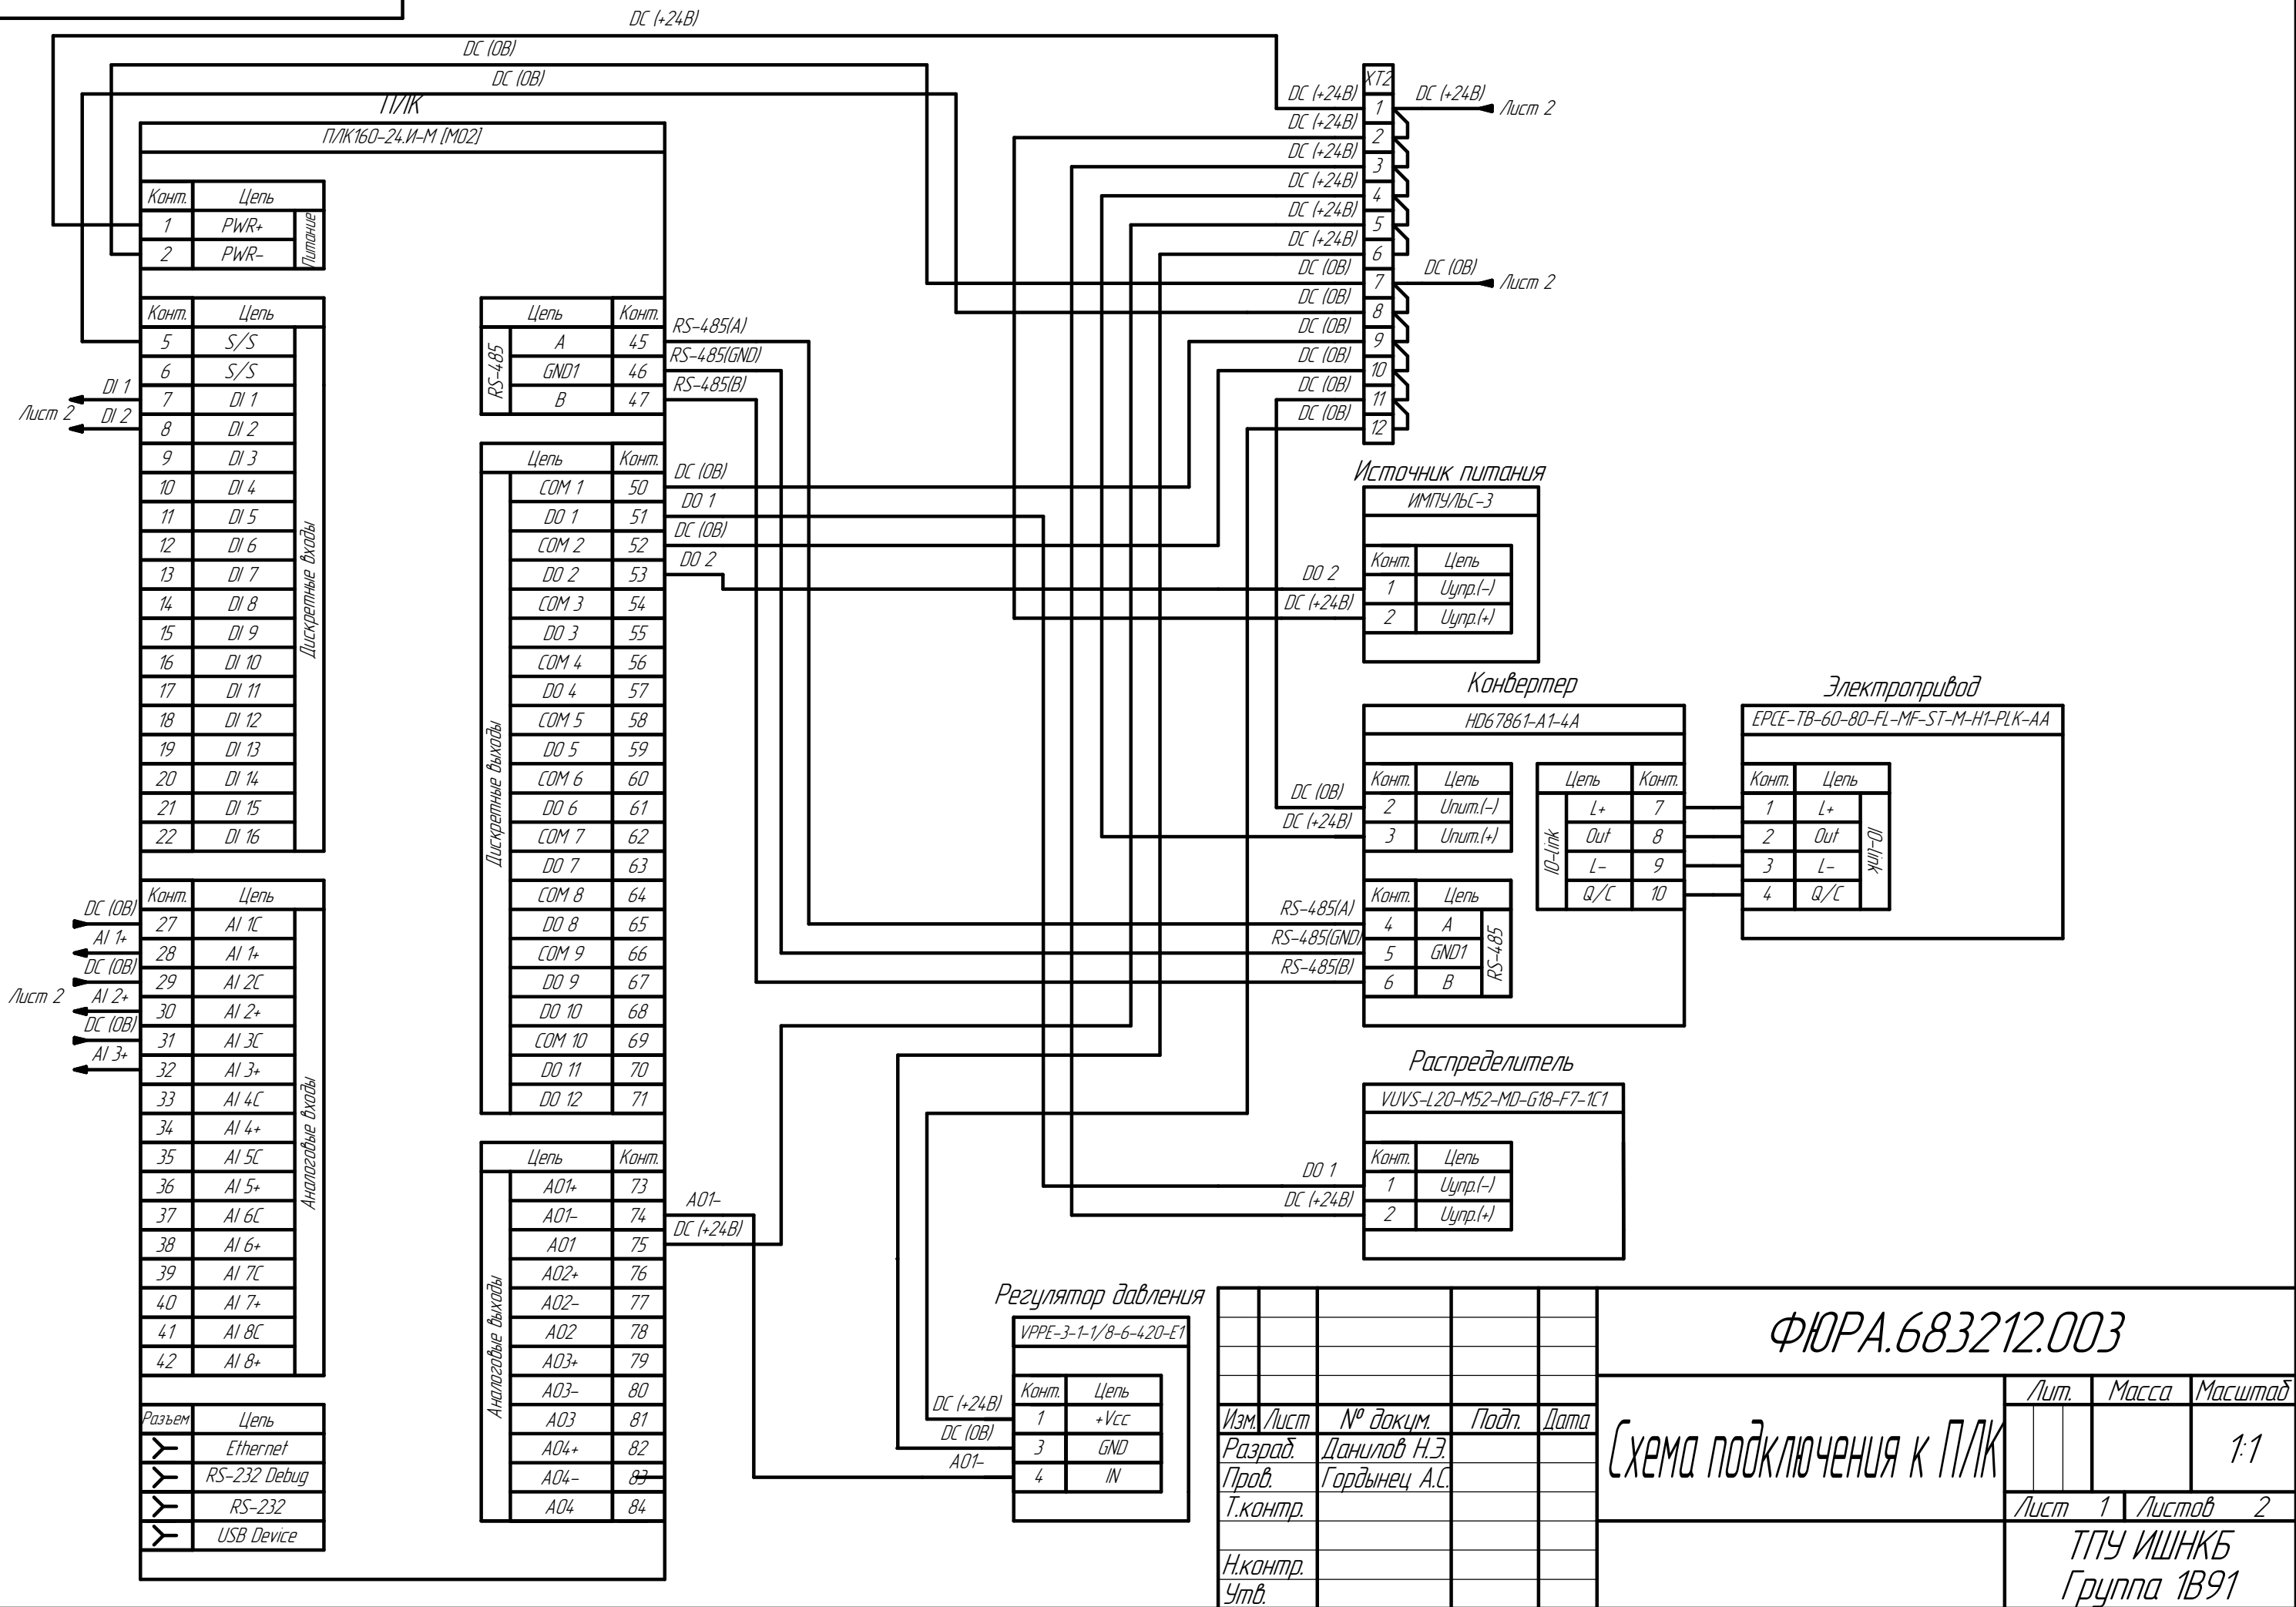 DC (+24В)
DC (0В)
DC (0В)
ПЛК
ПЛК160-24.И-М [М02]
Конт. Цепь
1 PWR+
2 PWR-
Питание
Конт. Цепь
5 S/S
6 S/S
7 DI 1
8 DI 2
9 DI 3
10 DI 4
11 DI 5
12 DI 6
13 DI 7
14 DI 8
15 DI 9
16 DI 10
17 DI 11
18 DI 12
19 DI 13
20 DI 14
21 DI 15
22 DI 16
Дискретные входы
DI 1
Лист 2
DI 2
Конт. Цепь
27 AI 1C
28 AI 1+
29 AI 2C
30 AI 2+
31 AI 3C
32 AI 3+
33 AI 4C
34 AI 4+
35 AI 5C
36 AI 5+
37 AI 6C
38 AI 6+
39 AI 7C
40 AI 7+
41 AI 8C
42 AI 8+
Аналоговые входы
DC (0В)
AI 1+
DC (0В)
Лист 2
AI 2+
DC (0В)
AI 3+
Разъем Цепь
Ethernet
RS-232 Debug
RS-232
USB Device
Цепь Конт.
A 45
GND1 46
B 47
RS-485
RS-485(A)
RS-485(GND)
RS-485(B)
Цепь Конт.
COM 1 50
DO 1 51
COM 2 52
DO 2 53
COM 3 54
DO 3 55
COM 4 56
DO 4 57
COM 5 58
DO 5 59
COM 6 60
DO 6 61
COM 7 62
DO 7 63
COM 8 64
DO 8 65
COM 9 66
DO 9 67
DO 10 68
COM 10 69
DO 11 70
DO 12 71
Дискретные выходы
DC (0В)
DO 1
DC (0В)
DO 2
Цепь Конт.
AO1+ 73
AO1- 74
AO1 75
AO2+ 76
AO2- 77
AO2 78
AO3+ 79
AO3- 80
AO3 81
AO4+ 82
AO4- 83
AO4 84
Аналоговые выходы
AO1-
DC (+24В)
XT2
DC (+24В) 1 DC (+24В) Лист 2
DC (+24В) 2
DC (+24В) 3
DC (+24В) 4
DC (+24В) 5
DC (+24В) 6
DC (0В) 7 DC (0В) Лист 2
DC (0В) 8
DC (0В) 9
DC (0В) 10
DC (0В) 11
DC (0В) 12
Источник питания
ИМПУЛЬС-3
Конт. Цепь
DO 2 1 Uупр.(-)
DC (+24В) 2 Uупр.(+)
Конвертер
HD67861-A1-4A
Конт. Цепь
DC (0В) 2 Uпит.(-)
DC (+24В) 3 Uпит.(+)
Конт. Цепь
RS-485(A) 4 A
RS-485(GND) 5 GND1
RS-485(B) 6 B
RS-485
Цепь Конт.
L+ 7
Out 8
L- 9
Q/C 10
IO-link
Электропривод
EPCE-TB-60-80-FL-MF-ST-M-H1-PLK-AA
Конт. Цепь
1 L+
2 Out
3 L-
4 Q/C
IO-link
Распределитель
VUVS-L20-M52-MD-G18-F7-1C1
Конт. Цепь
DO 1 1 Uупр.(-)
DC (+24В) 2 Uупр.(+)
Регулятор давления
VPPE-3-1-1/8-6-420-E1
Конт. Цепь
DC (+24В) 1 +Vcc
DC (0В) 3 GND
AO1- 4 IN
ФЮРА.683212.003
Изм. Лист № докум. Подп. Дата
Разраб. Данилов Н.Э.
Пров. Гордынец А.С.
Т.контр.
Н.контр.
Утв.
Схема подключения к ПЛК
Лит. Масса Масштаб
1:1
Лист 1 Листов 2
ТПУ ИШНКБ
Группа 1В91